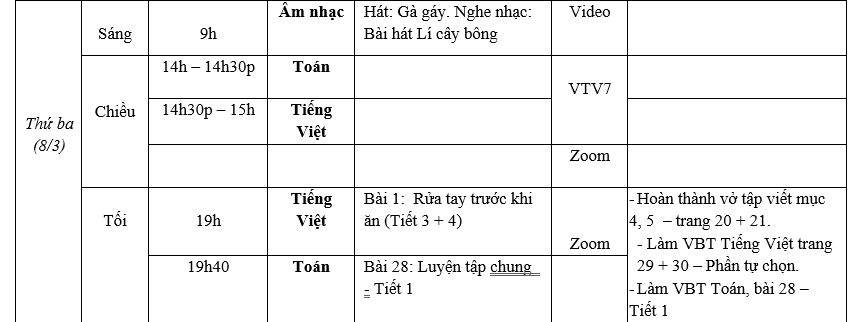 Thứ ba
(8/3)
Sáng
9h
Âm nhạc
Hát: Gà gáy. Nghe nhạc:
Bài hát Lí cây bông
Video
Chiều
14h – 14h30p
Toán
VTV7
14h30p – 15h
Tiếng
Việt
Zoom
Tối
19h
Tiếng
Việt
Bài 1:  Rửa tay trước khi
ăn (Tiết 3 + 4)
Zoom
- Hoàn thành vở tập viết mục
4, 5  – trang 20 + 21.
- Làm VBT Tiếng Việt trang
29 + 30 – Phần tự chọn.
- Làm VBT Toán, bài 28 –
Tiết 1
19h40
Toán
Bài 28: Luyện tập chung
- Tiết 1